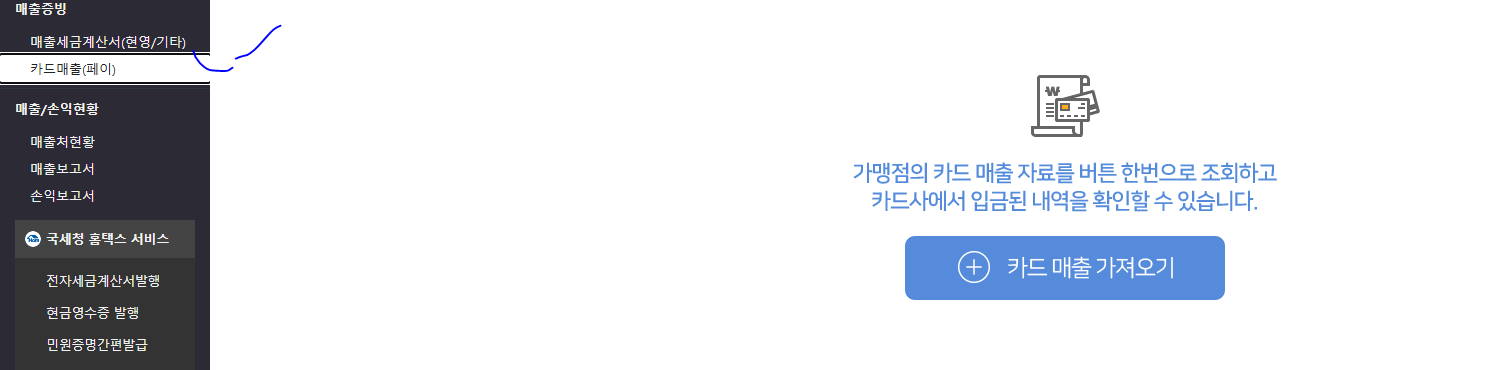 매출증빙
매출세금계산서(현영/기타)
카드매출(페이)
매출/손익현황
매출처현황
매출보고서
손익보고서
국세청 홈택스 서비스
전자세금계산서발행
현금영수증 발행
민원증명간편발급
₩
가맹점의 카드 매출 자료를 버튼 한번으로 조회하고
카드사에서 입금된 내역을 확인할 수 있습니다.
카드 매출 가져오기